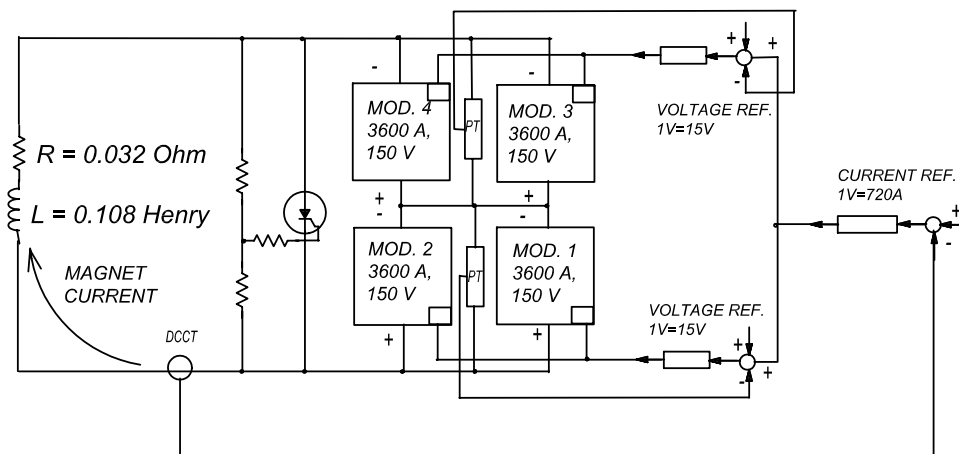 +
+
-
VOLTAGE REF.
1V=15V
-
-
MOD. 4
3600 A,
150 V
PT
MOD. 3
3600 A,
150 V
R = 0.032 Ohm
L = 0.108 Henry
CURRENT REF.
1V=720A
+
-
+
-
+
-
MOD. 2
3600 A,
150 V
PT
MOD. 1
3600 A,
150 V
MAGNET
CURRENT
DCCT
+
+
VOLTAGE REF.
1V=15V
+
-
+